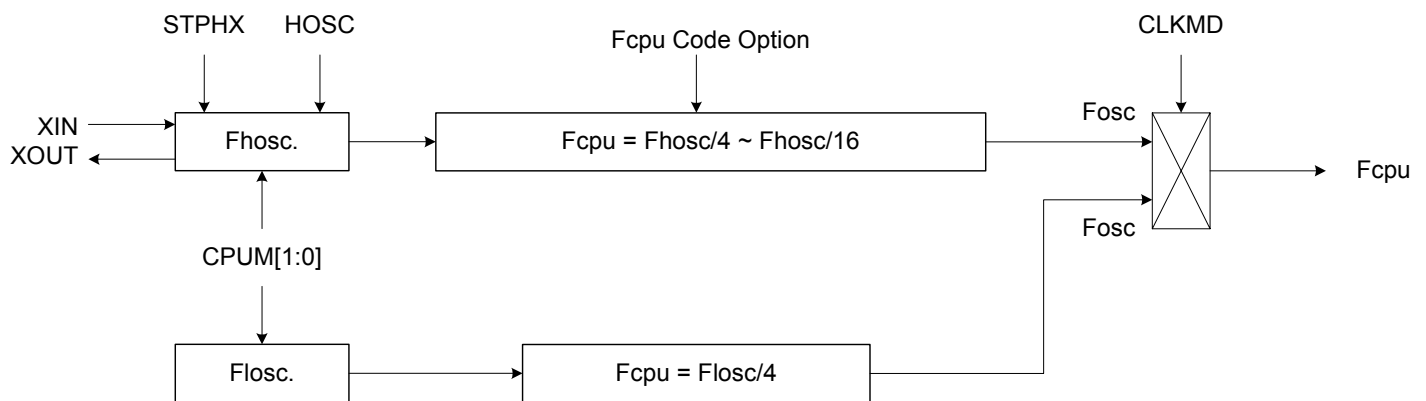 STPHX
HOSC
Fcpu Code Option
CLKMD
XIN
XOUT
Fhosc.
Fcpu = Fhosc/4 ~ Fhosc/16
Fosc
Fosc
Fcpu
CPUM[1:0]
Flosc.
Fcpu = Flosc/4